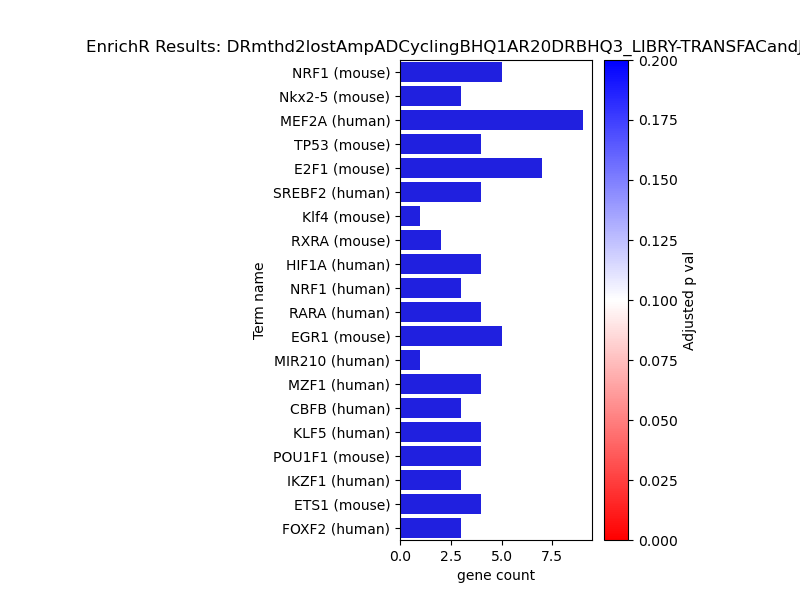 EnrichR Results: DRmthd2lostAmpADCyclingBHQ1AR20DRBHQ3_LIBRY-TRANSFACandJ
NRF1 (mouse)
Nkx2-5 (mouse)
MEF2A (human)
TP53 (mouse)
E2F1 (mouse)
SREBF2 (human)
Klf4 (mouse)
RXRA (mouse)
HIF1A (human)
NRF1 (human)
RARA (human)
EGR1 (mouse)
MIR210 (human)
MZF1 (human)
CBFB (human)
KLF5 (human)
POU1F1 (mouse)
IKZF1 (human)
ETS1 (mouse)
FOXF2 (human)
Term name
0.0 2.5 5.0 7.5
gene count
0.200
0.175
0.150
0.125
0.100
0.075
0.050
0.025
0.000
Adjusted p val